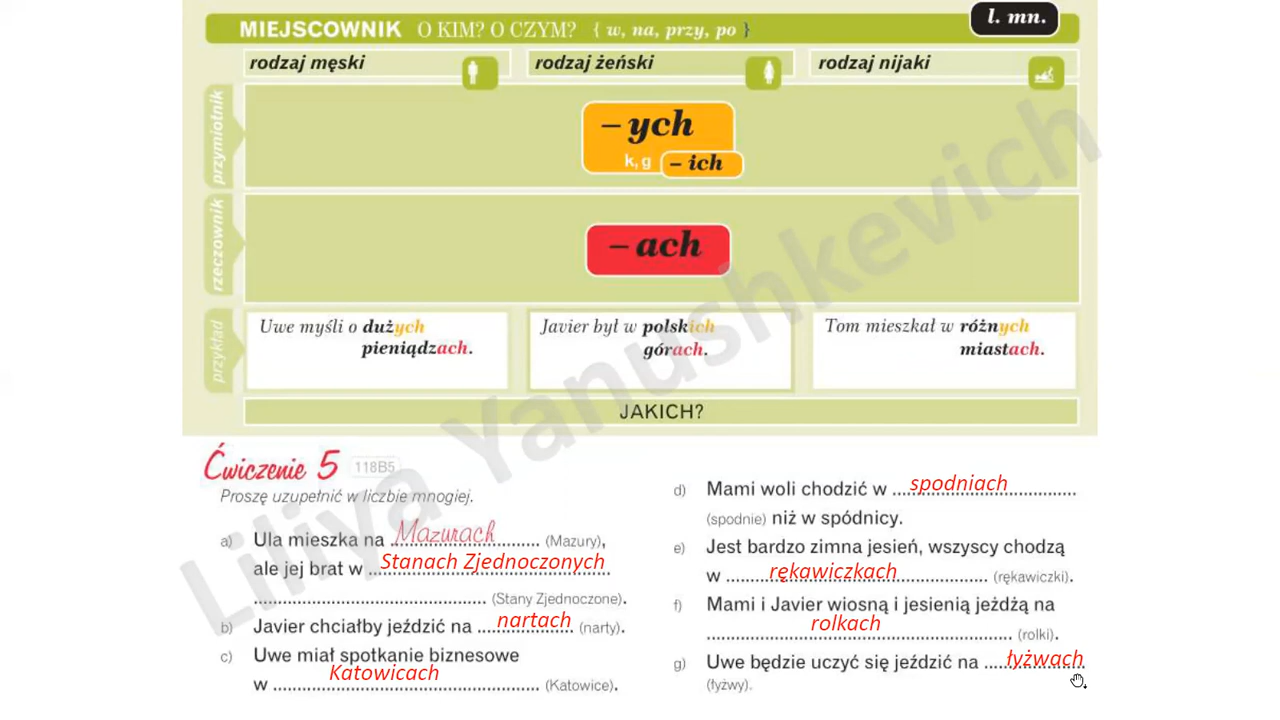 l. mn.
MIEJSCOWNIK O KIM? O CZYM? { w, na, przy, po }
rodzaj męski
rodzaj żeński
rodzaj nijaki
przymiotnik
– ych
k, g – ich
rzeczownik
– ach
przykład
Uwe myśli o dużych
pieniądzach.
Javier był w polskich
górach.
Tom mieszkał w różnych
miastach.
JAKICH?
Ćwiczenie 5 118B5
Proszę uzupełnić w liczbie mnogiej.
a) Ula mieszka na Mazurach (Mazury),
ale jej brat w Stanach Zjednoczonych
(Stany Zjednoczone).
b) Javier chciałby jeździć na nartach (narty).
c) Uwe miał spotkanie biznesowe
w Katowicach (Katowice).
d) Mami woli chodzić w spodniach
(spodnie) niż w spódnicy.
e) Jest bardzo zimna jesień, wszyscy chodzą
w rękawiczkach (rękawiczki).
f) Mami i Javier wiosną i jesienią jeżdżą na
rolkach (rolki).
g) Uwe będzie uczyć się jeździć na łyżwach
(łyżwy).
Liliya Yanushkevich